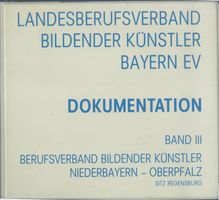 LANDESBERUFSVERBAND
BILDENDER KÜNSTLER
BAYERN EV
DOKUMENTATION
BAND III
BERUFSVERBAND BILDENDER KÜNSTLER
NIEDERBAYERN – OBERPFALZ
SITZ REGENSBURG